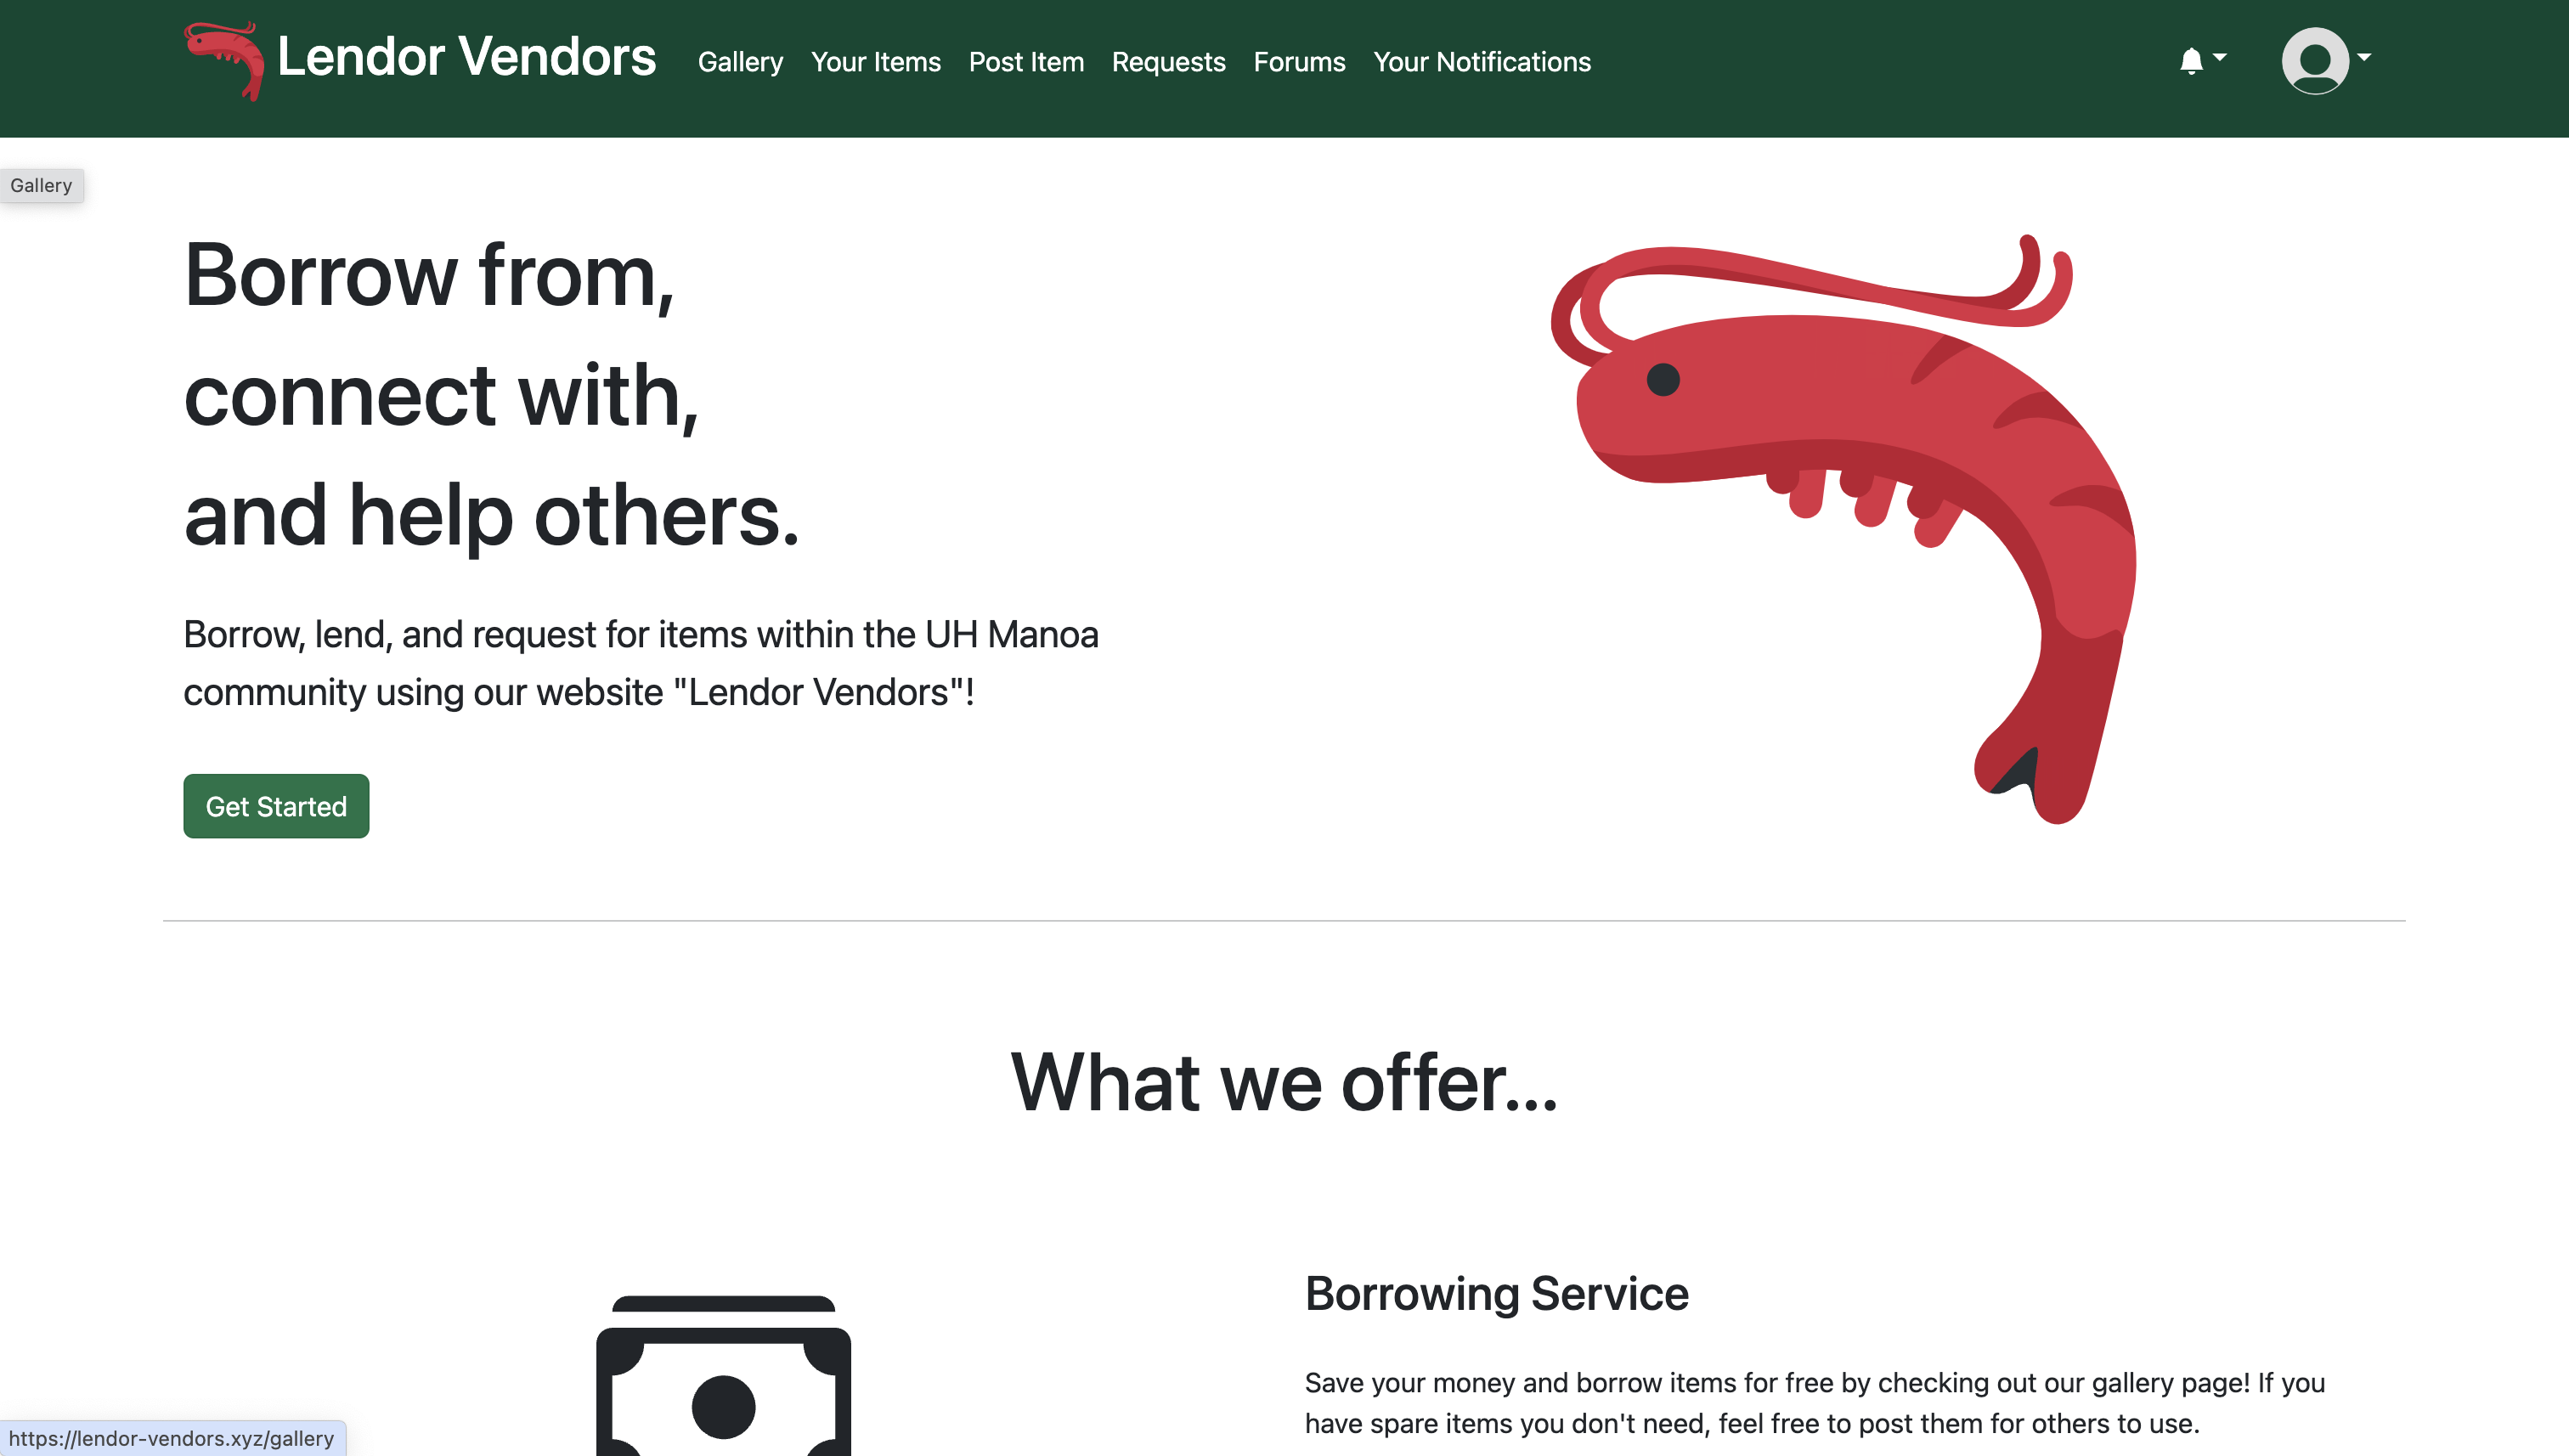 Lendor Vendors
Gallery Your Items Post Item Requests Forums Your Notifications
Gallery
Borrow from,
connect with,
and help others.
Borrow, lend, and request for items within the UH Manoa
community using our website "Lendor Vendors"!
Get Started
What we offer...
Borrowing Service
Save your money and borrow items for free by checking out our gallery page! If you
have spare items you don't need, feel free to post them for others to use.
https://lendor-vendors.xyz/gallery